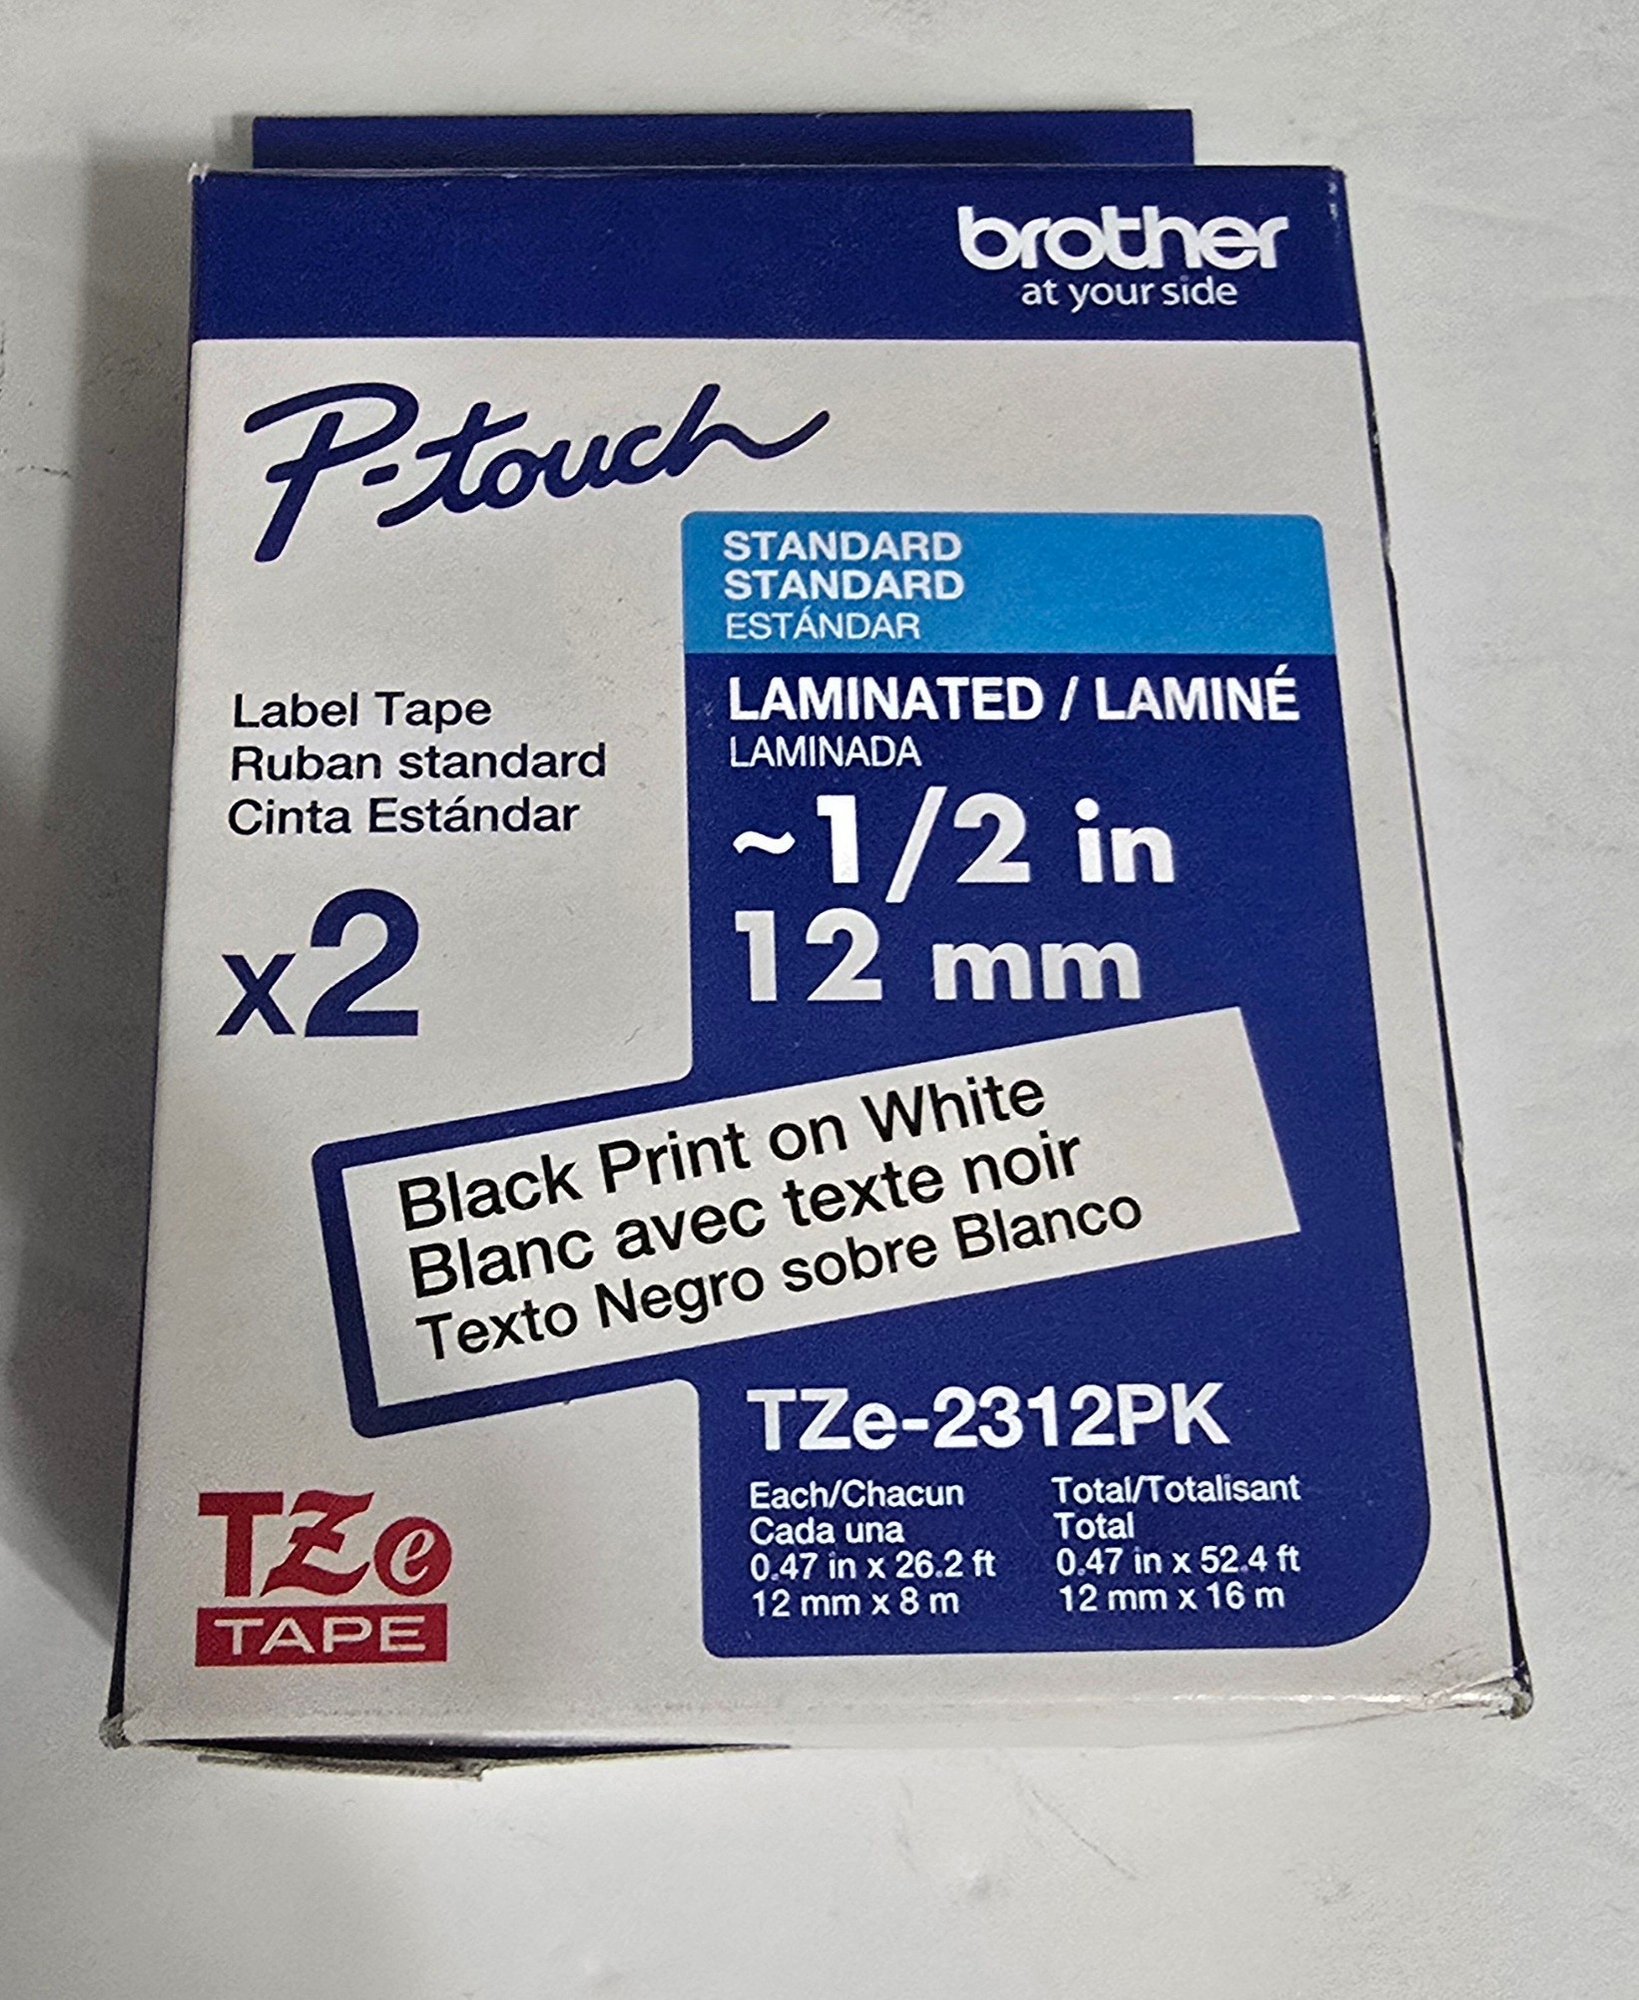 brother
at your side
P-touch
STANDARD
STANDARD
ESTÁNDAR
Label Tape
Ruban standard
Cinta Estándar
x2
LAMINATED / LAMINÉ
LAMINADA
~1/2 in
12 mm
Black Print on White
Blanc avec texte noir
Texto Negro sobre Blanco
TZe-2312PK
Each/Chacun
Cada una
0.47 in x 26.2 ft
12 mm x 8 m
Total/Totalisant
Total
0.47 in x 52.4 ft
12 mm x 16 m
TZe
TAPE